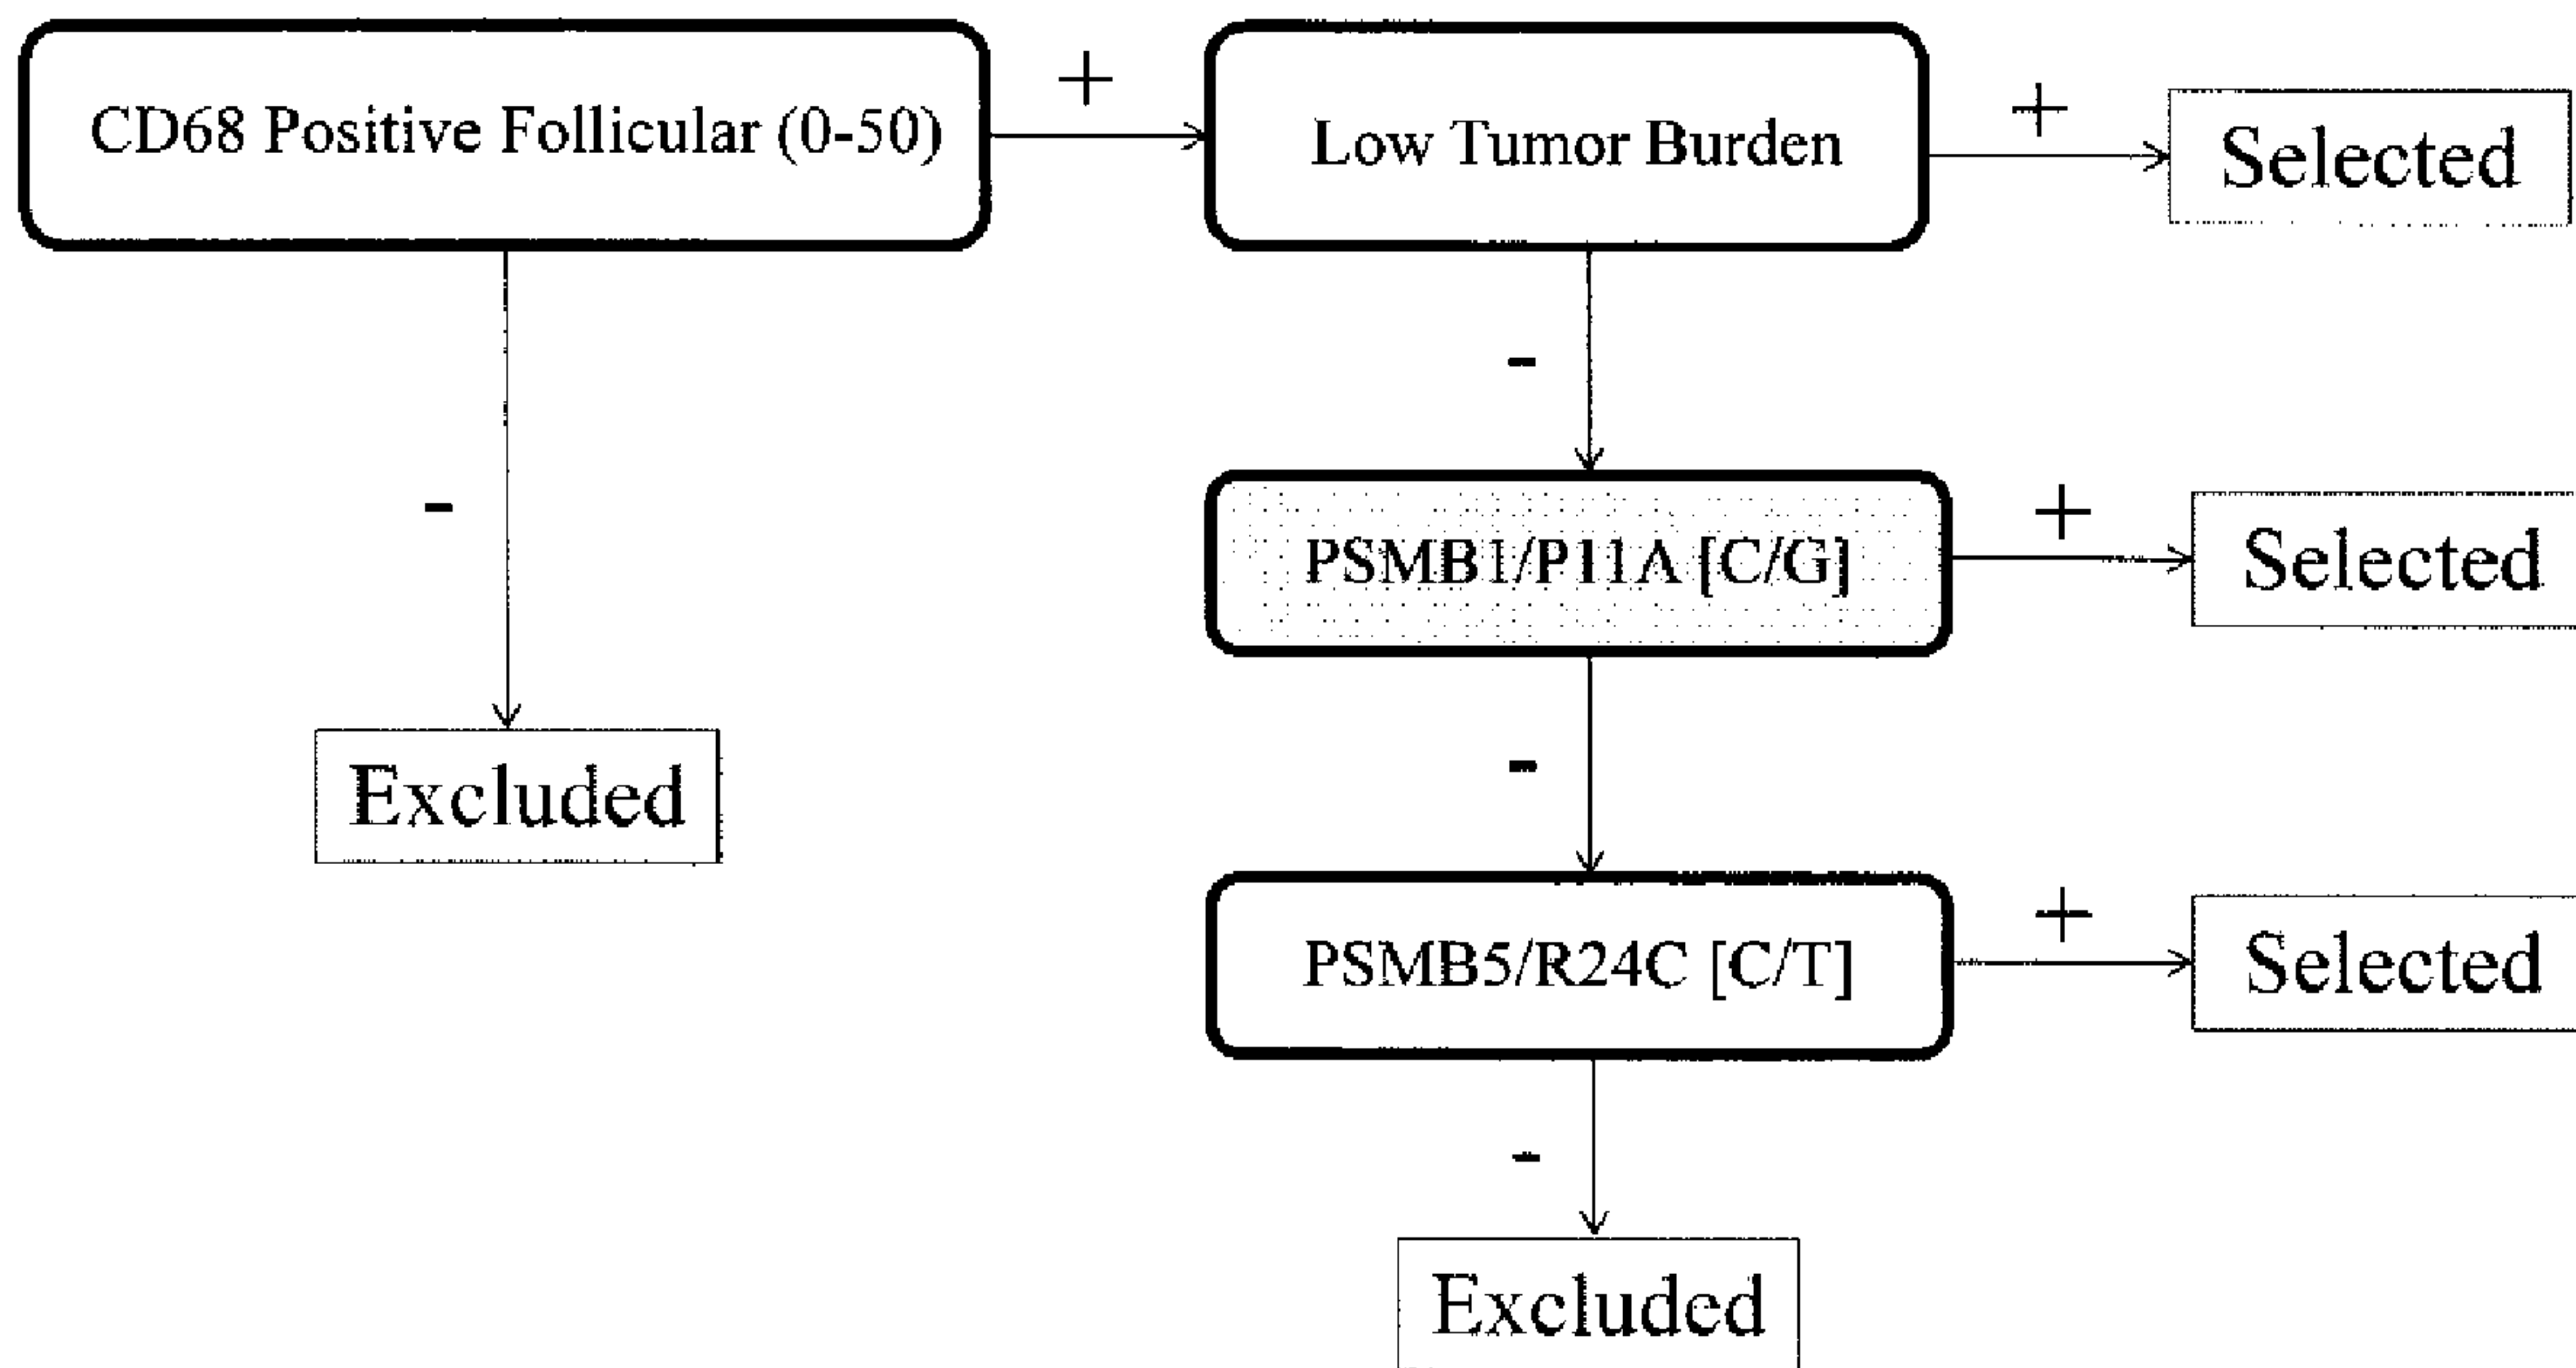 CD68 Positive Follicular (0-50)
+
Low Tumor Burden
+
Selected
-
-
PSMB1/P11A [C/G]
+
Selected
Excluded
-
PSMB5/R24C [C/T]
+
Selected
-
Excluded